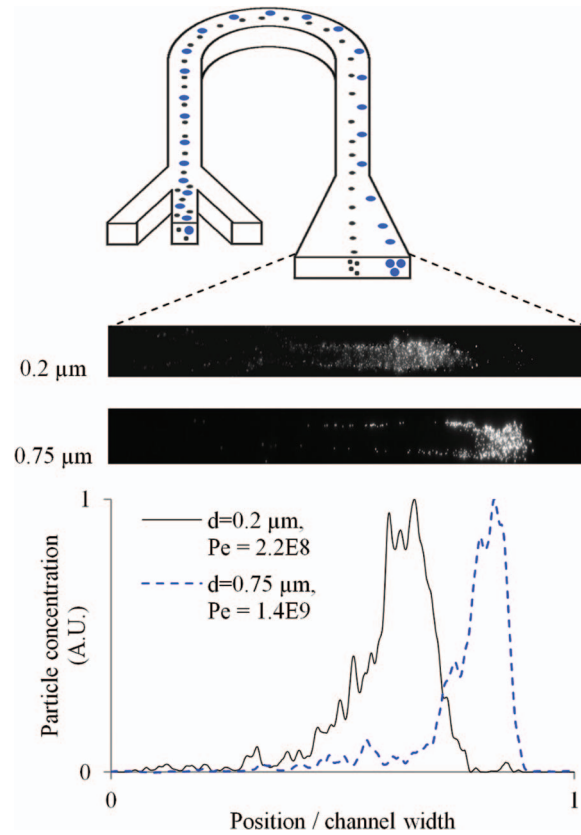 0.2 µm
0.75 µm
1
d=0.2 µm,
Pe = 2.2E8
d=0.75 µm,
Pe = 1.4E9
Particle concentration
(A.U.)
0
0
1
Position / channel width